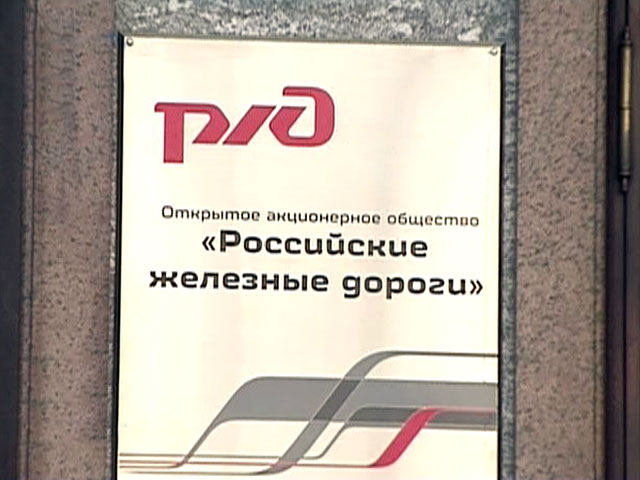 ржд
Открытое акционерное общество
«Российские
железные дороги»